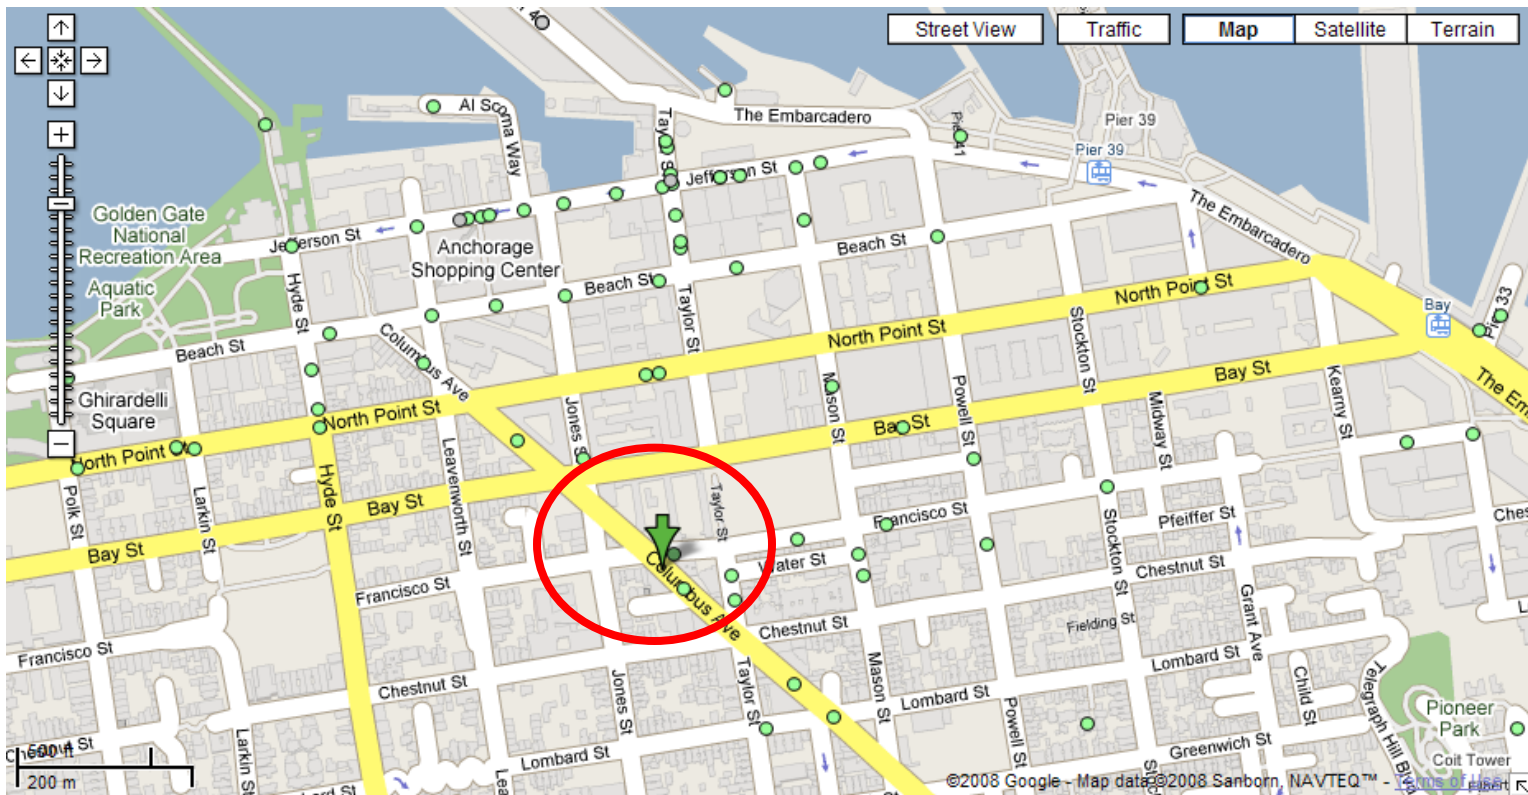 Street View
Traffic
Map
Satellite
Terrain
Al Scoma Way
Taylor St
The Embarcadero
Pier 41
Pier 39
Pier 39
Jefferson St
The Embarcadero
Golden Gate
National
Recreation Area
Jefferson St
Anchorage
Shopping Center
Beach St
Aquatic
Park
Hyde St
Beach St
Taylor St
North Point St
Bay
Pier 33
Stockton St
North Point St
Columbus Ave
Beach St
Ghirardelli
Square
North Point St
Jones St
Mason St
Powell St
Bay St
Kearny St
Midway St
Bay St
North Point St
Leavenworth St
Hyde St
Polk St
Larkin St
Bay St
Bay St
Taylor St
Francisco St
Stockton St
Pfeiffer St
Columbus Ave
Water St
Chestnut St
Grant Ave
Francisco St
Chestnut St
Fielding St
Francisco St
Chestnut St
Jones St
Taylor St
Mason St
Lombard St
Lombard St
Powell St
Child St
Telegraph Hill Blvd
Pioneer
Park
Greenwich St
Coit Tower
Larkin St
Lombard St
500 ft
200 m
©2008 Google - Map data ©2008 Sanborn, NAVTEQ™ - Terms of Use